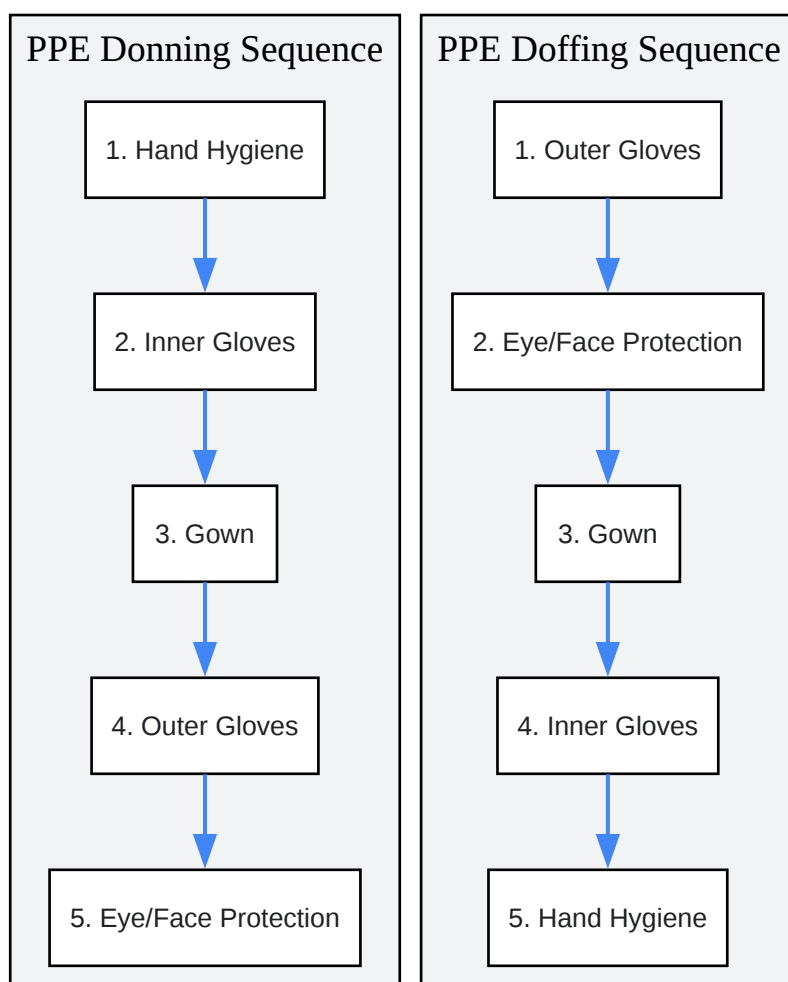 PPE Donning Sequence
1. Hand Hygiene
2. Inner Gloves
3. Gown
4. Outer Gloves
5. Eye/Face Protection
PPE Doffing Sequence
1. Outer Gloves
2. Eye/Face Protection
3. Gown
4. Inner Gloves
5. Hand Hygiene